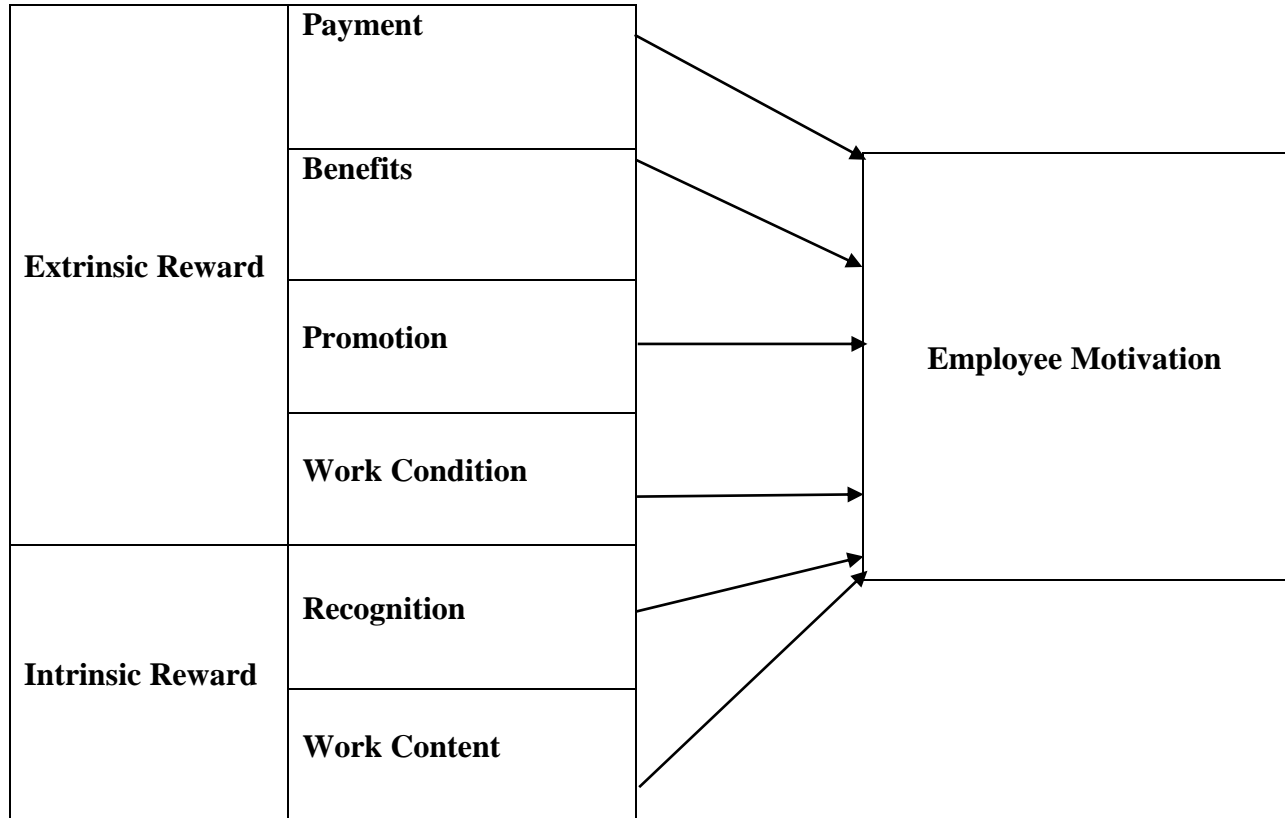 Payment
Benefits
Extrinsic Reward
Promotion
Employee Motivation
Work Condition
Recognition
Intrinsic Reward
Work Content